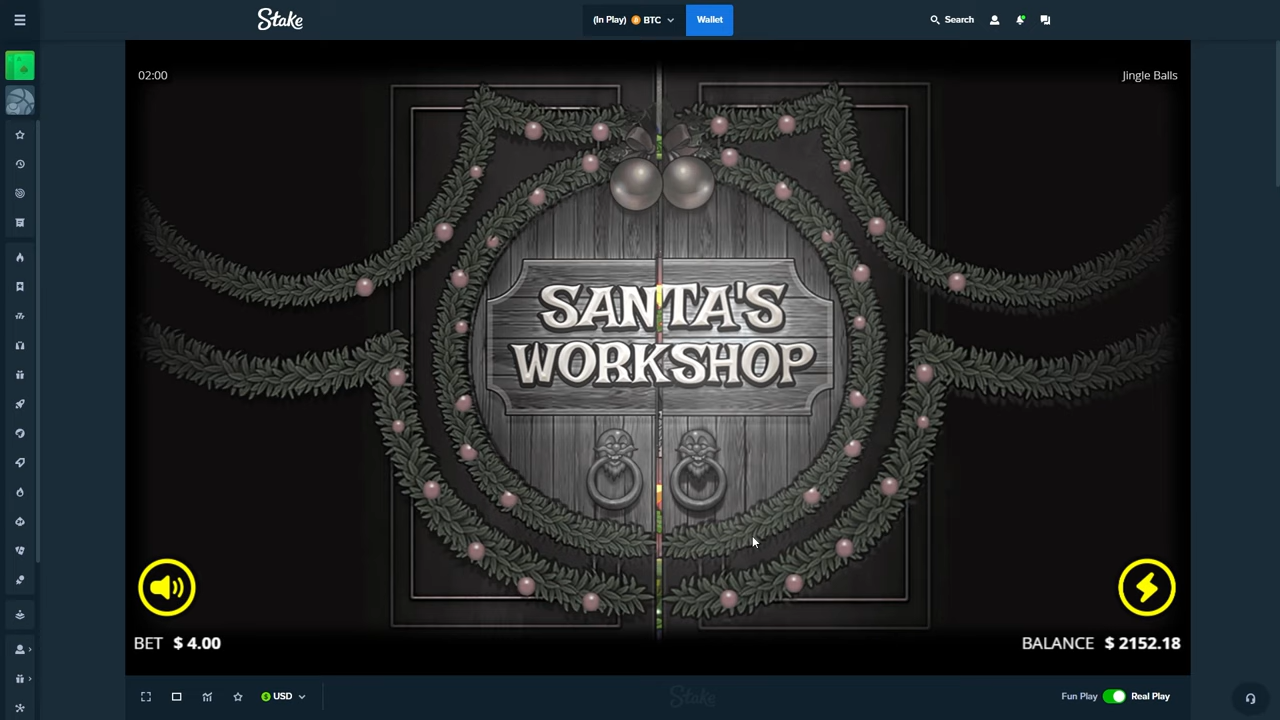 Stake
(In Play) BTC
Wallet
Search
02:00
Jingle Balls
SANTA'S
WORKSHOP
BET $ 4.00
BALANCE $ 2152.18
USD
Stake
Fun Play
Real Play